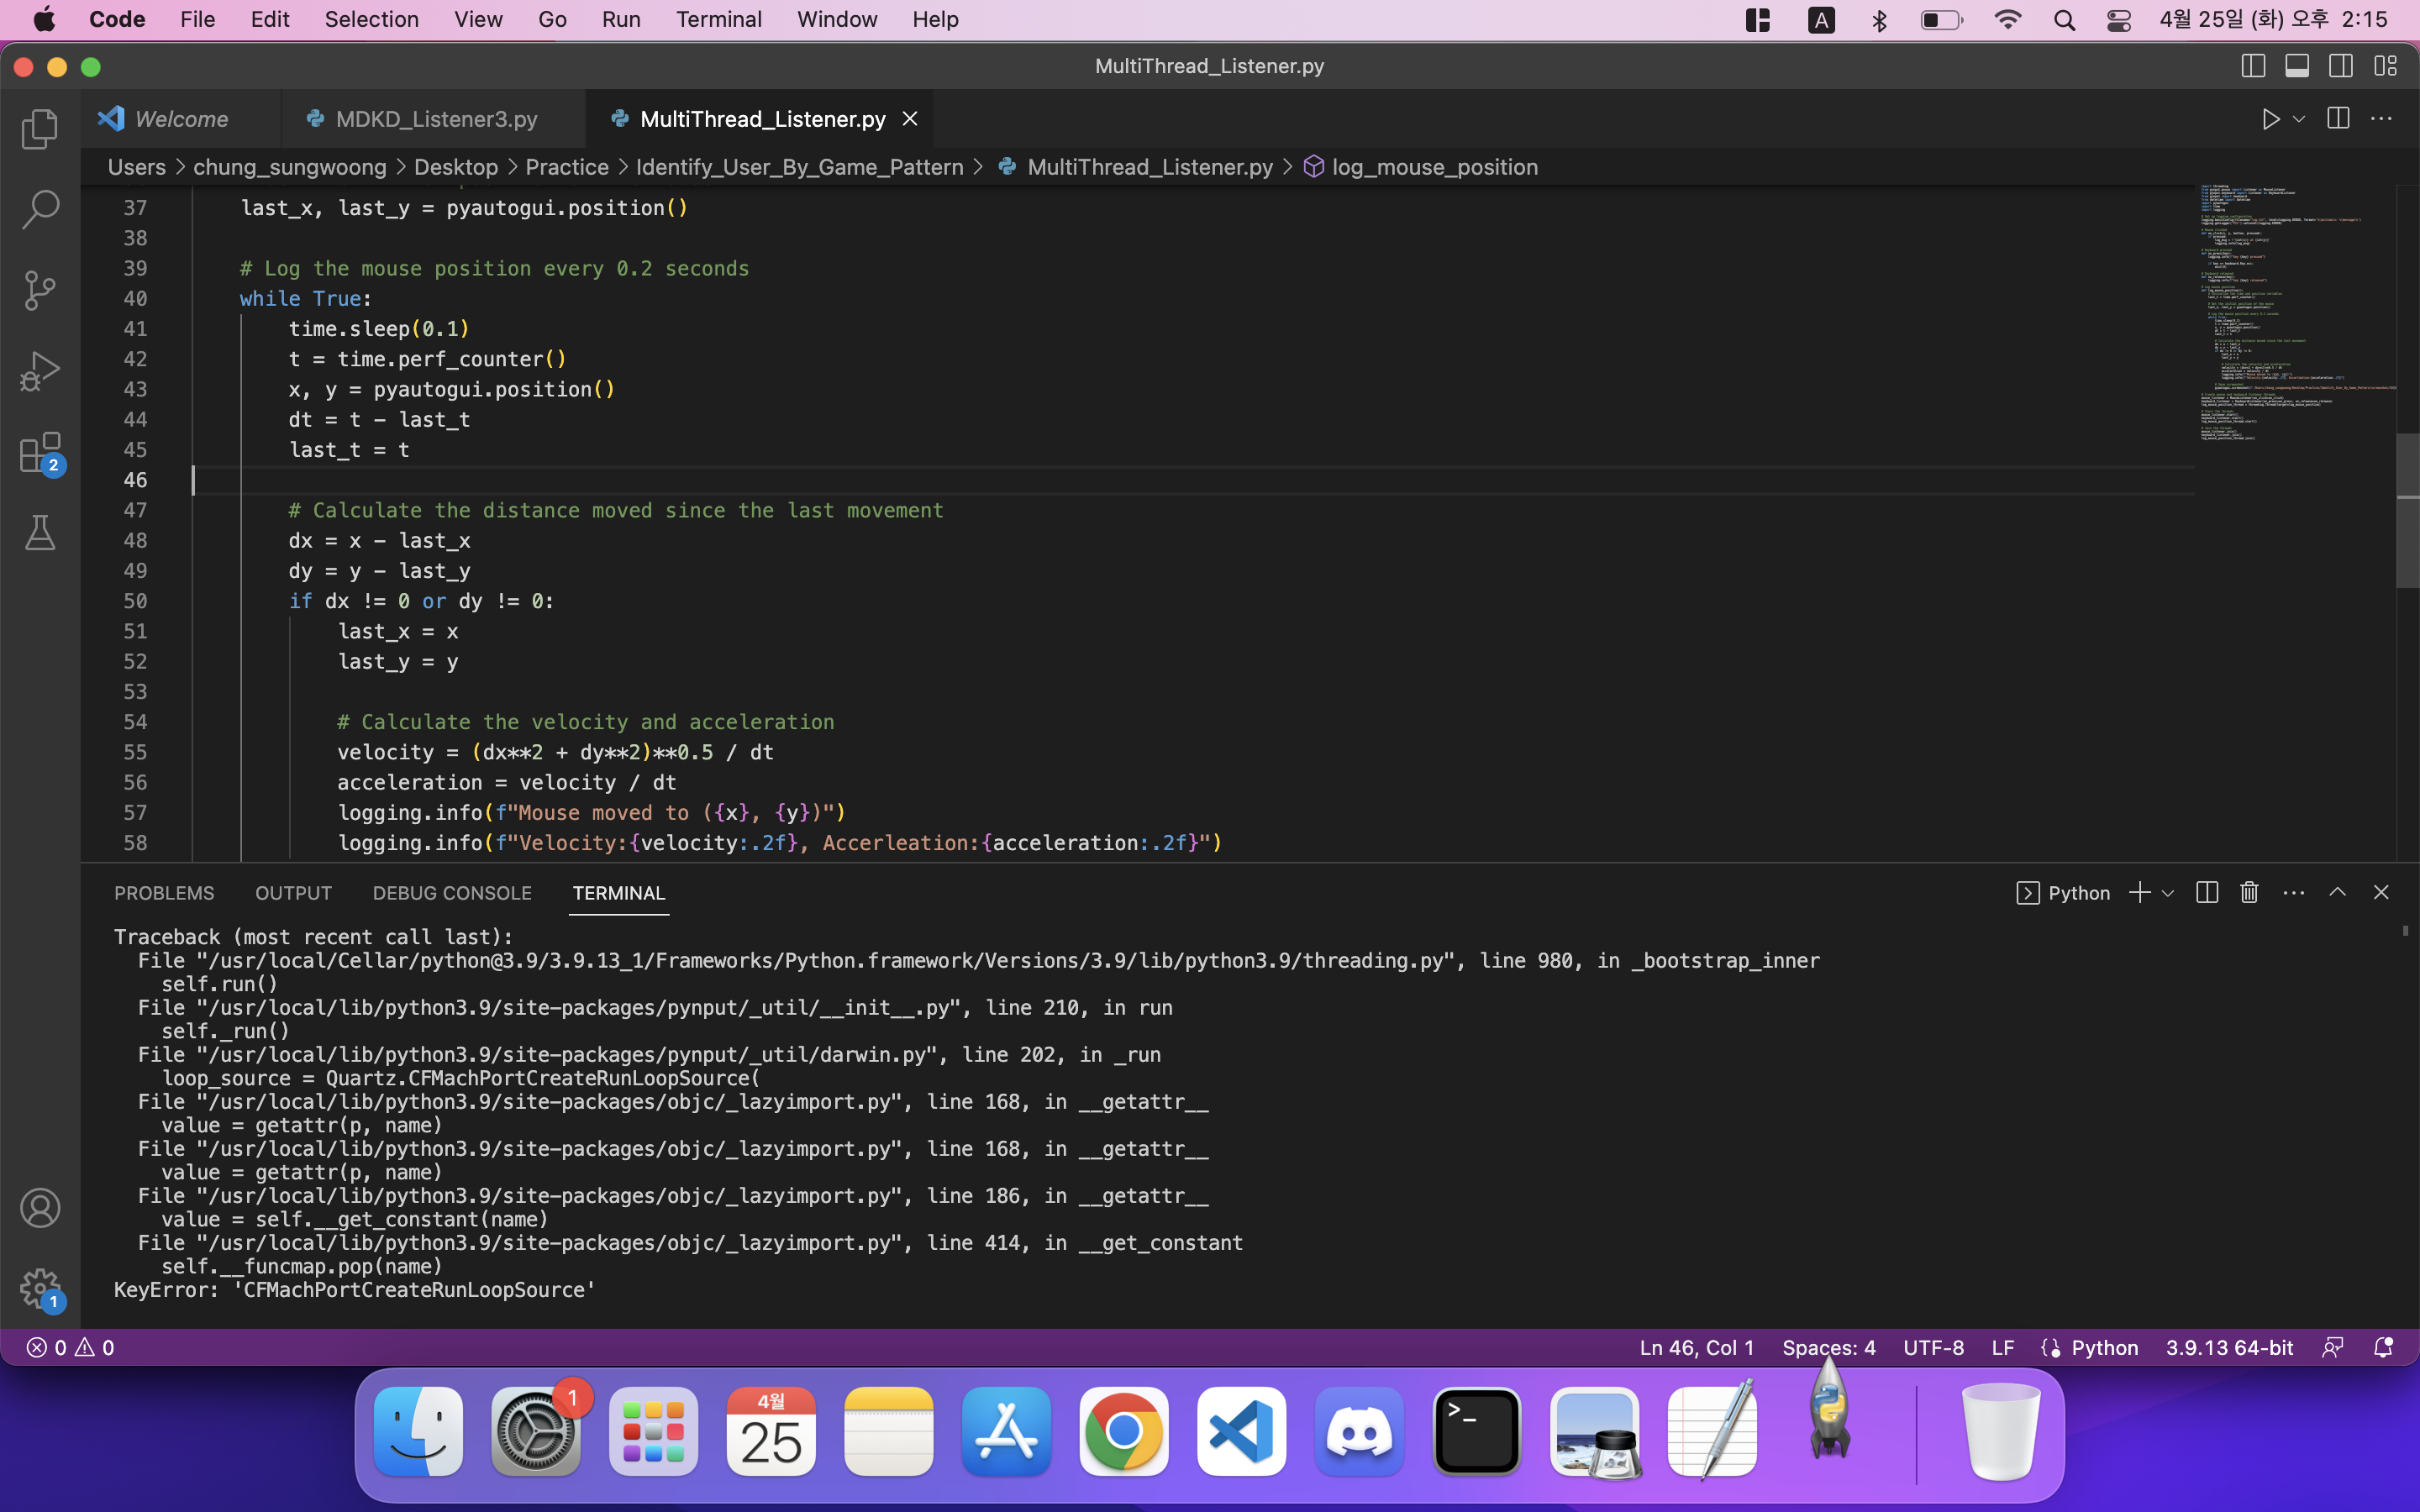 Code File Edit Selection View Go Run Terminal Window Help A 4월 25일 (화) 오후 2:15
MultiThread_Listener.py
Welcome MDKD_Listener3.py MultiThread_Listener.py
Users > chung_sungwoong > Desktop > Practice > Identify_User_By_Game_Pattern > MultiThread_Listener.py > log_mouse_position
37 last_x, last_y = pyautogui.position()
38
39 # Log the mouse position every 0.2 seconds
40 while True:
41 time.sleep(0.1)
42 t = time.perf_counter()
43 x, y = pyautogui.position()
44 dt = t - last_t
45 last_t = t
46
47 # Calculate the distance moved since the last movement
48 dx = x - last_x
49 dy = y - last_y
50 if dx != 0 or dy != 0:
51 last_x = x
52 last_y = y
53
54 # Calculate the velocity and acceleration
55 velocity = (dx**2 + dy**2)**0.5 / dt
56 acceleration = velocity / dt
57 logging.info(f"Mouse moved to ({x}, {y})")
58 logging.info(f"Velocity:{velocity:.2f}, Accerleation:{acceleration:.2f}")
2
1
PROBLEMS OUTPUT DEBUG CONSOLE TERMINAL Python
Traceback (most recent call last):
File "/usr/local/Cellar/python@3.9/3.9.13_1/Frameworks/Python.framework/Versions/3.9/lib/python3.9/threading.py", line 980, in _bootstrap_inner
self.run()
File "/usr/local/lib/python3.9/site-packages/pynput/_util/__init__.py", line 210, in run
self._run()
File "/usr/local/lib/python3.9/site-packages/pynput/_util/darwin.py", line 202, in _run
loop_source = Quartz.CFMachPortCreateRunLoopSource(
File "/usr/local/lib/python3.9/site-packages/objc/_lazyimport.py", line 168, in __getattr__
value = getattr(p, name)
File "/usr/local/lib/python3.9/site-packages/objc/_lazyimport.py", line 168, in __getattr__
value = getattr(p, name)
File "/usr/local/lib/python3.9/site-packages/objc/_lazyimport.py", line 186, in __getattr__
value = self.__get_constant(name)
File "/usr/local/lib/python3.9/site-packages/objc/_lazyimport.py", line 414, in __get_constant
self.__funcmap.pop(name)
KeyError: 'CFMachPortCreateRunLoopSource'
0 0 Ln 46, Col 1 Spaces: 4 UTF-8 LF Python 3.9.13 64-bit
1
4월
25